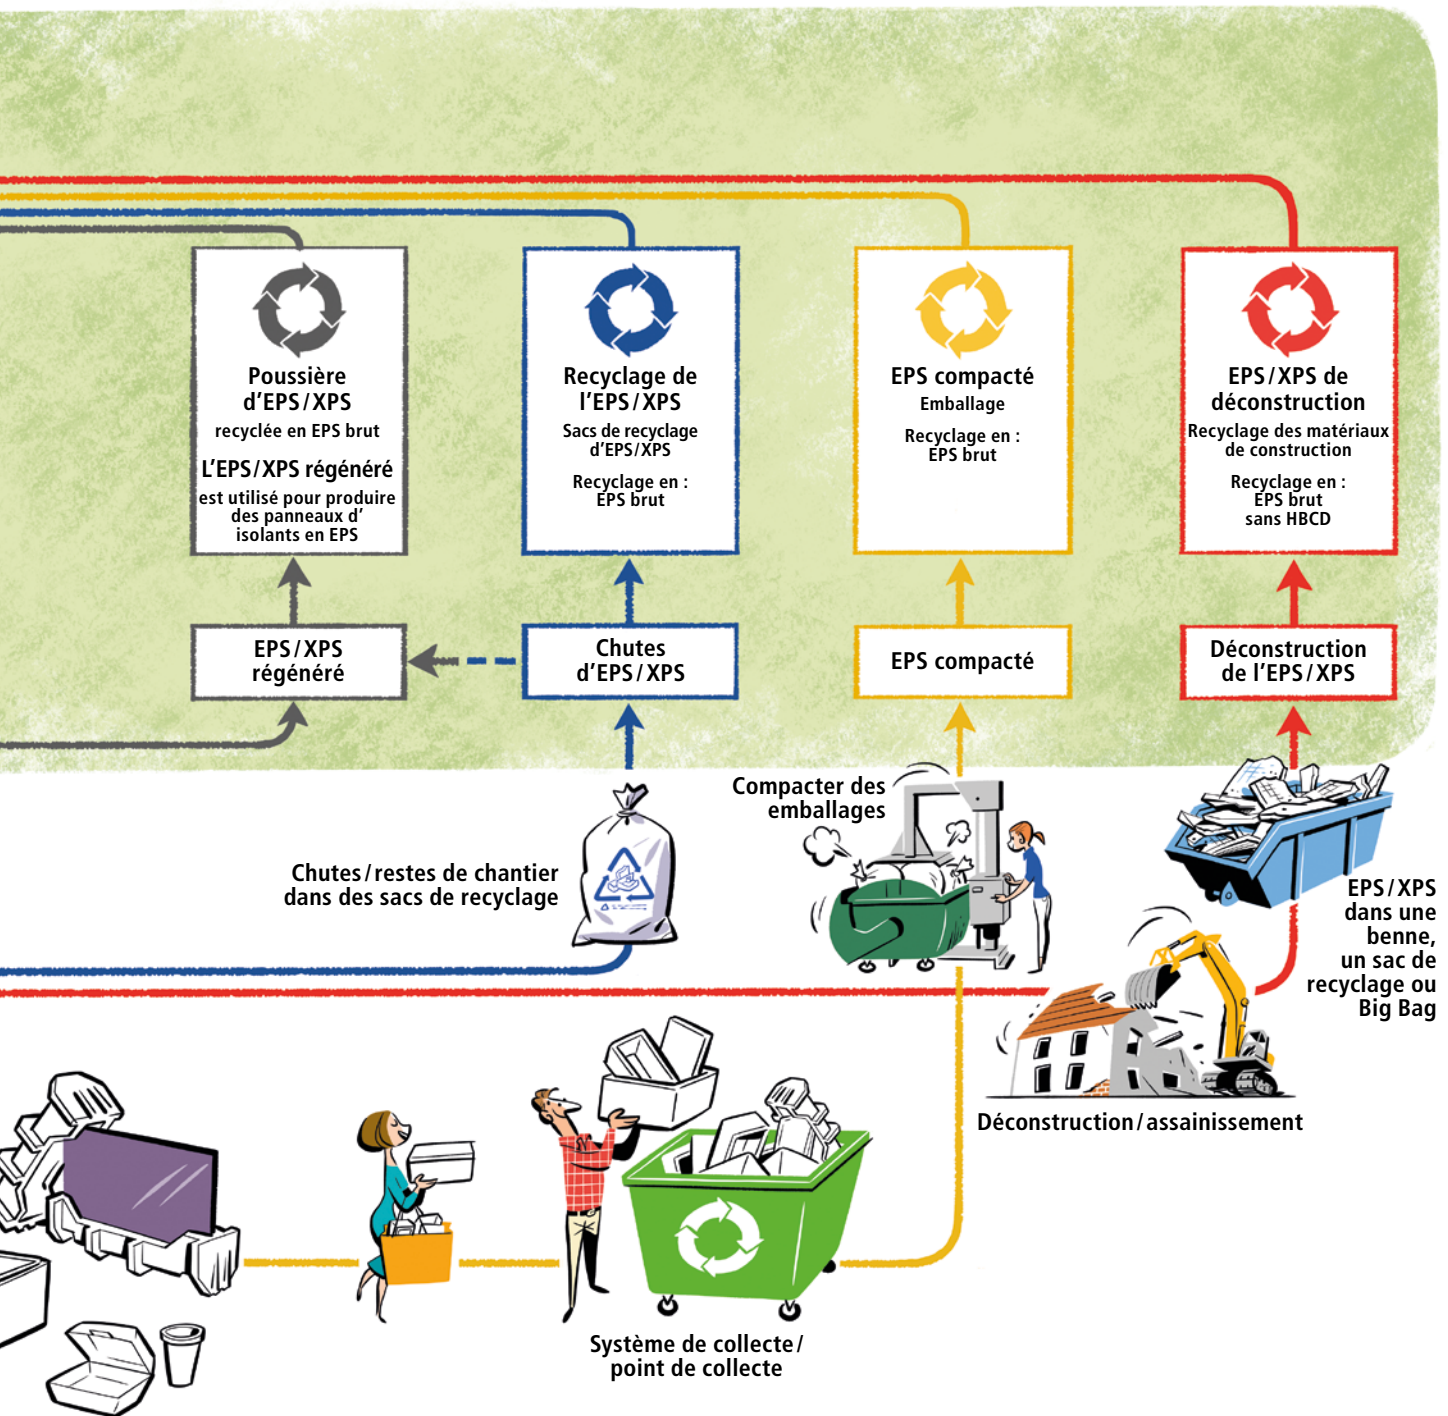 Poussière
d’EPS/XPS
recyclée en EPS brut
L’EPS/XPS régénéré
est utilisé pour produire
des panneaux d’
isolants en EPS
Recyclage de
l’EPS/XPS
Sacs de recyclage
d’EPS/XPS
Recyclage en :
EPS brut
EPS compacté
Emballage
Recyclage en :
EPS brut
EPS/XPS de
déconstruction
Recyclage des matériaux
de construction
Recyclage en :
EPS brut
sans HBCD
EPS/XPS
régénéré
Chutes
d’EPS/XPS
EPS compacté
Déconstruction
de l’EPS/XPS
Compacter des
emballages
Chutes/restes de chantier
dans des sacs de recyclage
EPS/XPS
dans une
benne,
un sac de
recyclage ou
Big Bag
Déconstruction/assainissement
Système de collecte/
point de collecte